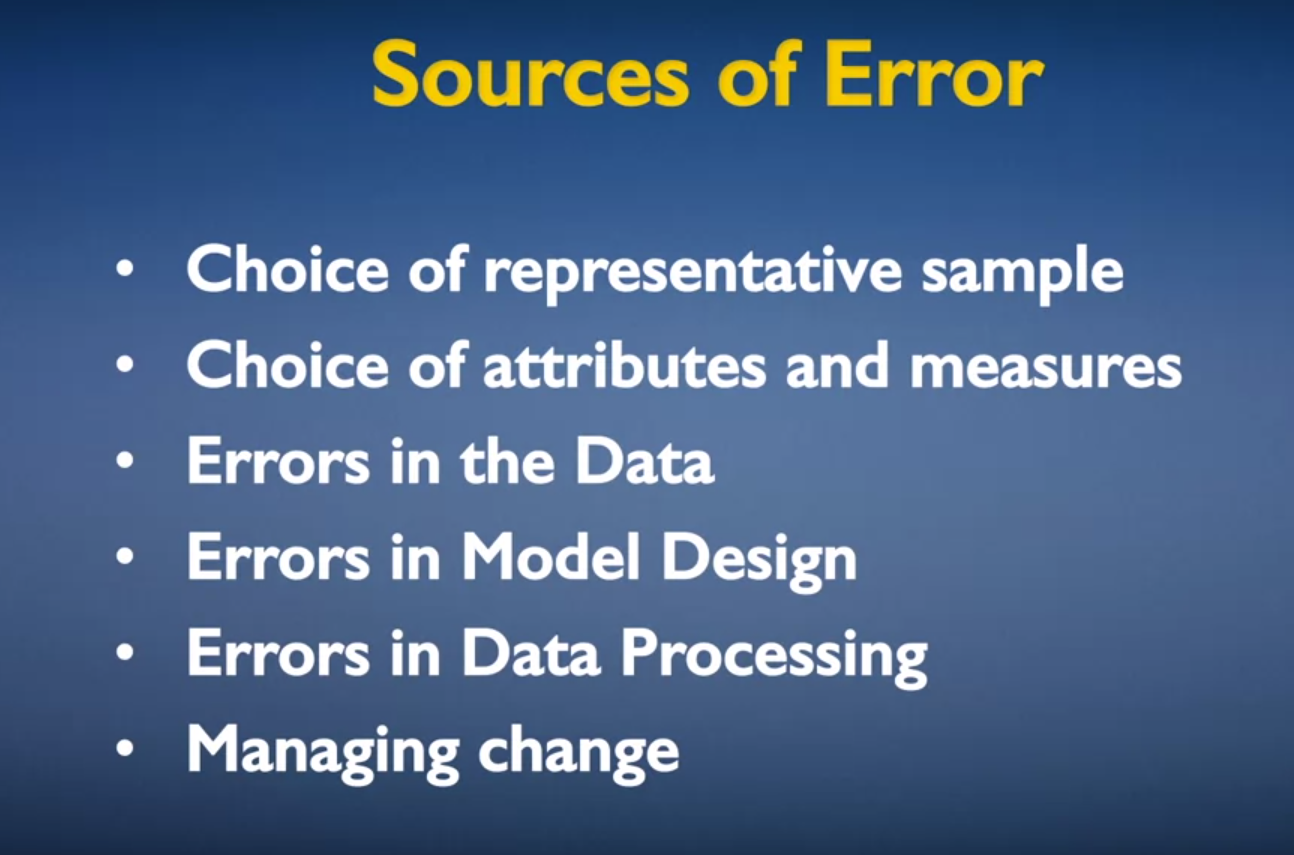 Sources of Error
• Choice of representative sample
• Choice of attributes and measures
• Errors in the Data
• Errors in Model Design
• Errors in Data Processing
• Managing change